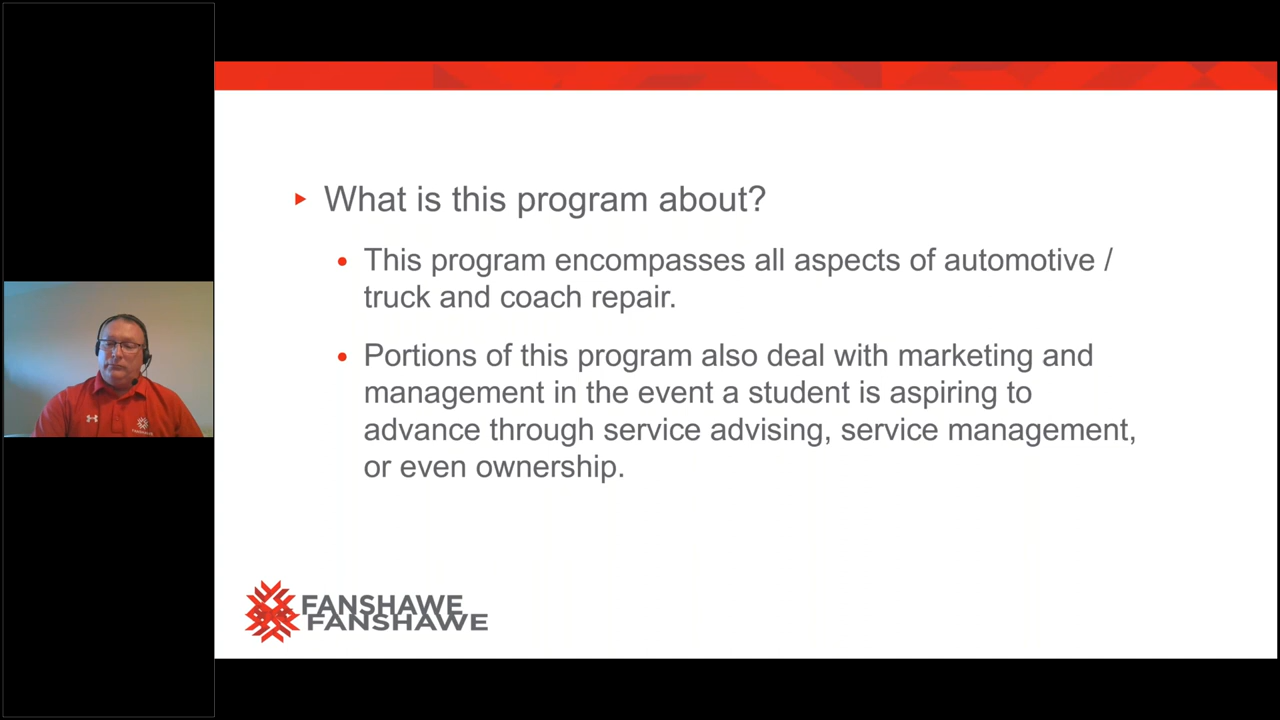 What is this program about?
This program encompasses all aspects of automotive /
truck and coach repair.
Portions of this program also deal with marketing and
management in the event a student is aspiring to
advance through service advising, service management,
or even ownership.
FANSHAWE
FANSHAWE